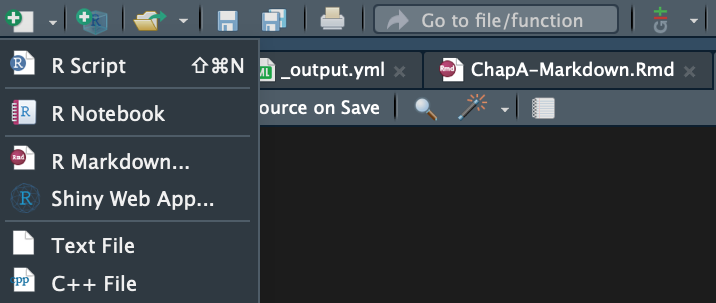 Go to file/function
R Script ⇧⌘N
_output.yml
ChapA-Markdown.Rmd
ource on Save
R Notebook
R Markdown...
Shiny Web App...
Text File
C++ File